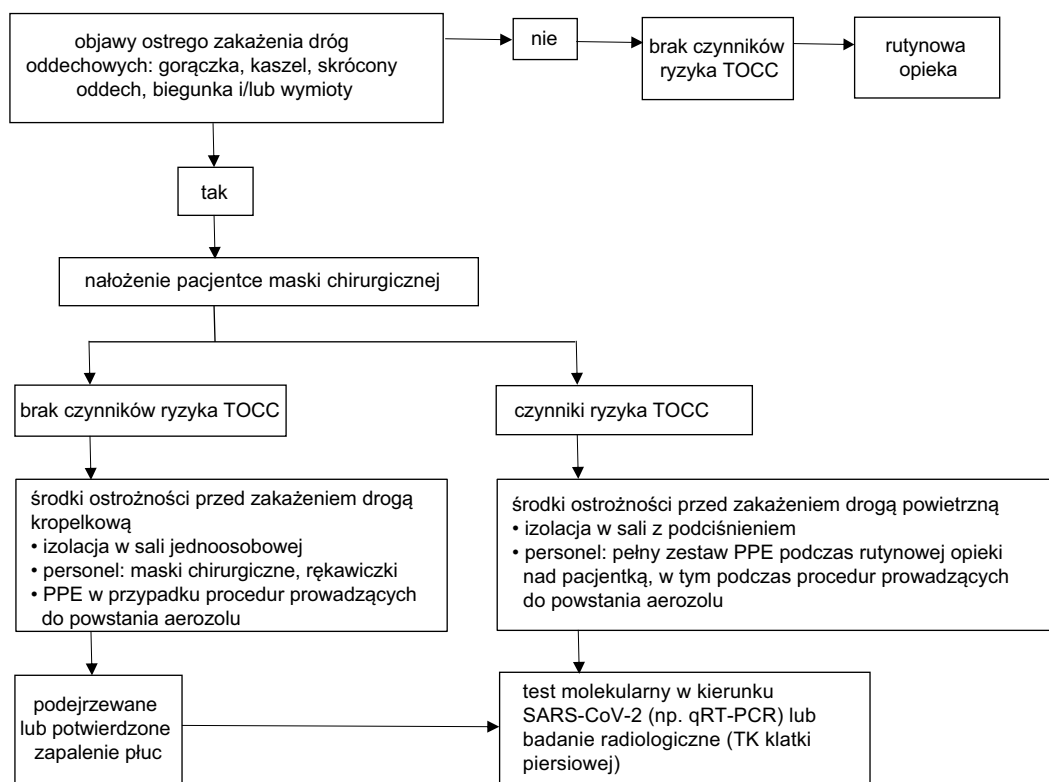 objawy ostrego zakażenia dróg
oddechowych: gorączka, kaszel, skrócony
oddech, biegunka i/lub wymioty
nie
brak czynników
ryzyka TOCC
rutynowa
opieka
tak
nałożenie pacjentce maski chirurgicznej
brak czynników ryzyka TOCC
czynniki ryzyka TOCC
środki ostrożności przed zakażeniem drogą
kropelkową
• izolacja w sali jednoosobowej
• personel: maski chirurgiczne, rękawiczki
• PPE w przypadku procedur prowadzących
do powstania aerozolu
środki ostrożności przed zakażeniem drogą powietrzną
• izolacja w sali z podciśnieniem
• personel: pełny zestaw PPE podczas rutynowej opieki
nad pacjentką, w tym podczas procedur prowadzących
do powstania aerozolu
podejrzewane
lub potwierdzone
zapalenie płuc
test molekularny w kierunku
SARS-CoV-2 (np. qRT-PCR) lub
badanie radiologiczne (TK klatki
piersiowej)